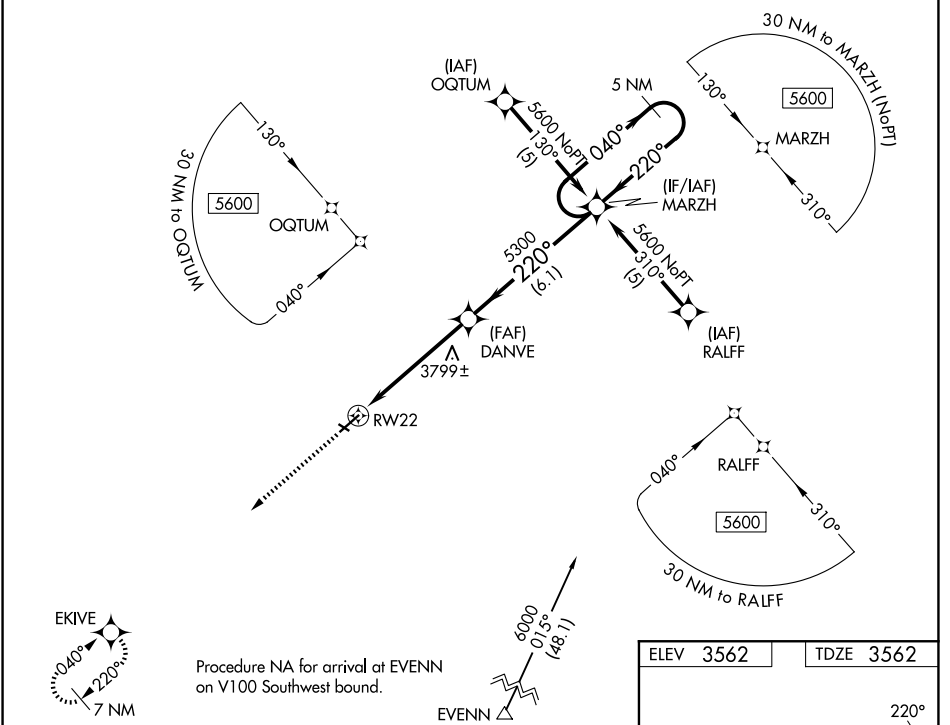 30 NM to MARZH (NoPT)
130°
5600
MARZH
310°
(IAF)
OQTUM
5600 NoPT
130°
(5)
5 NM
040°
220°
(IF/IAF)
MARZH
30 NM to OQTUM
130°
5600
OQTUM
040°
5300
220°
(6.1)
5600 NoPT
310°
(5)
(IAF)
RALFF
(FAF)
DANVE
3799±
RW22
040°
RALFF
310°
5600
30 NM to RALFF
EKIVE
040°
220°
7 NM
Procedure NA for arrival at EVENN
on V100 Southwest bound.
6000
015°
(48.1)
EVENN
ELEV 3562
TDZE 3562
220°